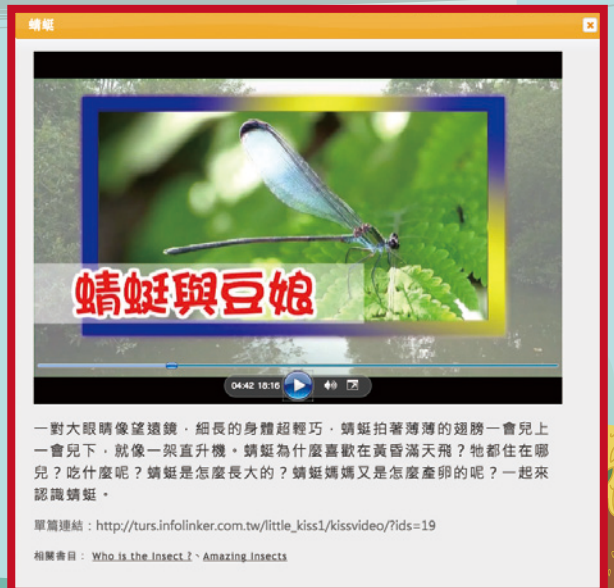 蜻蜓
蜻蜓與豆娘
04:42 18:16
一對大眼睛像望遠鏡，細長的身體超輕巧，蜻蜓拍著薄薄的翅膀一會兒上
一會兒下，就像一架直升機。蜻蜓為什麼喜歡在黃昏滿天飛？牠都住在哪
兒？吃什麼呢？蜻蜓是怎麼長大的？蜻蜓媽媽又是怎麼產卵的呢？一起來
認識蜻蜓。
單篇連結：http://turs.infolinker.com.tw/little_kiss1/kissvideo/?ids=19
相關書目： Who is the Insect ?、Amazing Insects